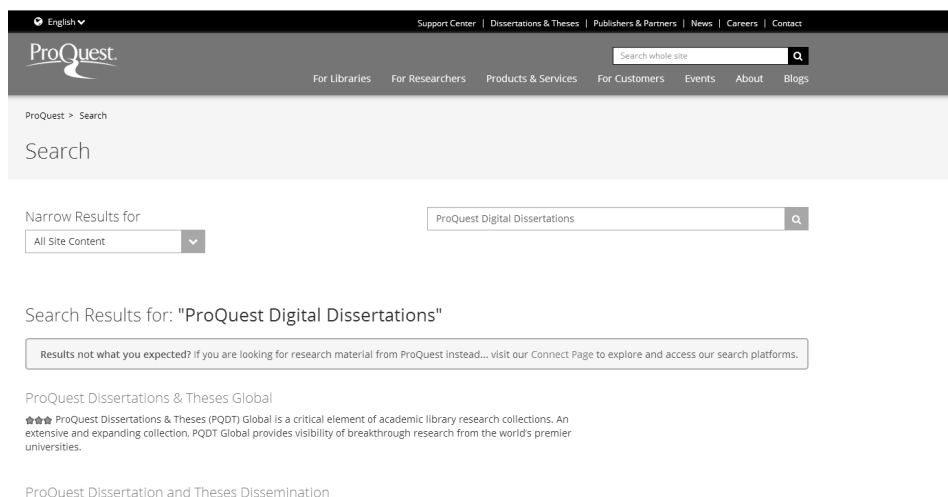 English
Support Center | Dissertations & Theses | Publishers & Partners | News | Careers | Contact
ProQuest.
Search whole site
For Libraries For Researchers Products & Services For Customers Events About Blogs
ProQuest > Search
Search
Narrow Results for
ProQuest Digital Dissertations
All Site Content
Search Results for: "ProQuest Digital Dissertations"
Results not what you expected? If you are looking for research material from ProQuest instead... visit our Connect Page to explore and access our search platforms.
ProQuest Dissertations & Theses Global
ProQuest Dissertations & Theses (PQDT) Global is a critical element of academic library research collections. An
extensive and expanding collection, PQDT Global provides visibility of breakthrough research from the world's premier
universities.
ProQuest Dissertation and Theses Dissemination